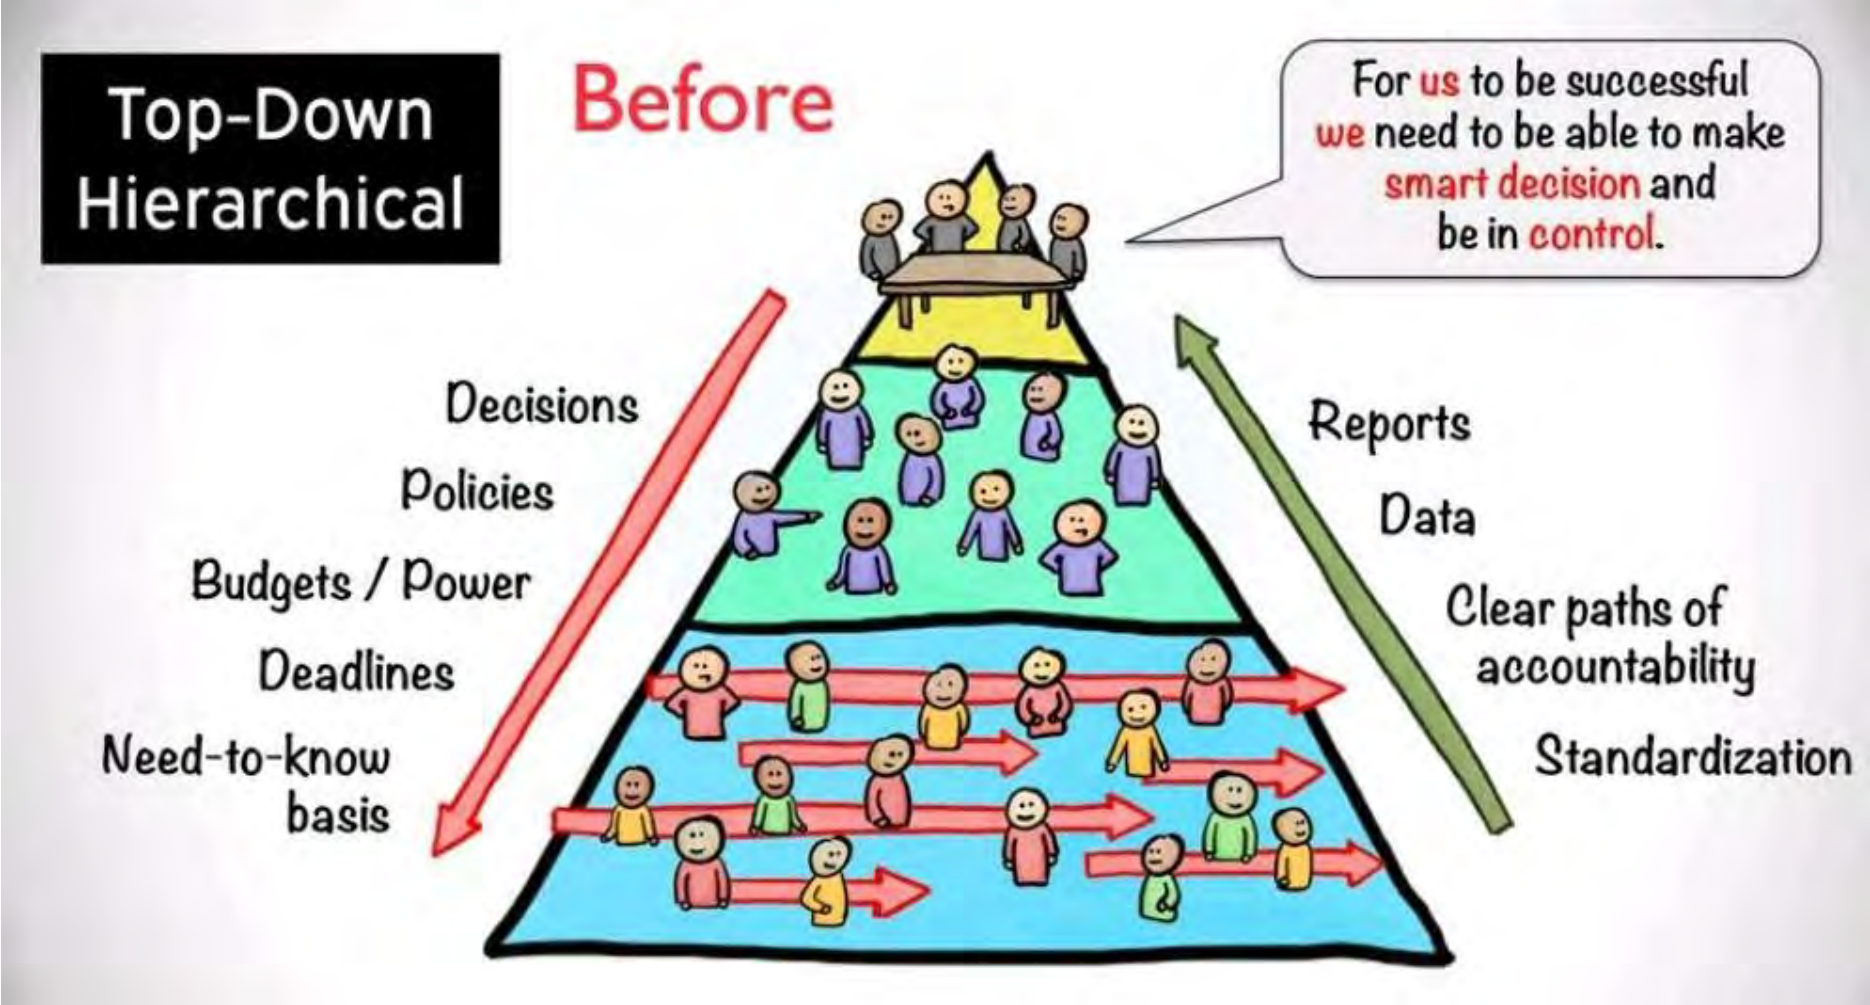 Top-Down
Hierarchical
Before
For us to be successful
we need to be able to make
smart decision and
be in control.
Decisions
Policies
Budgets / Power
Deadlines
Need-to-know
basis
Reports
Data
Clear paths of
accountability
Standardization